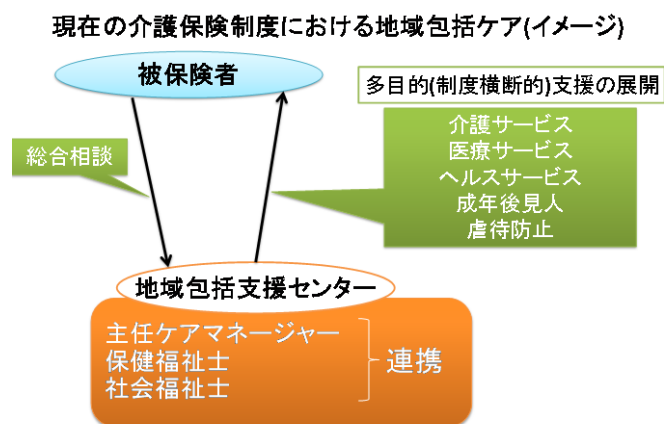 現在の介護保険制度における地域包括ケア(イメージ)
被保険者
多目的(制度横断的)支援の展開
総合相談
介護サービス
医療サービス
ヘルスサービス
成年後見人
虐待防止
地域包括支援センター
主任ケアマネージャー
保健福祉士
社会福祉士
連携